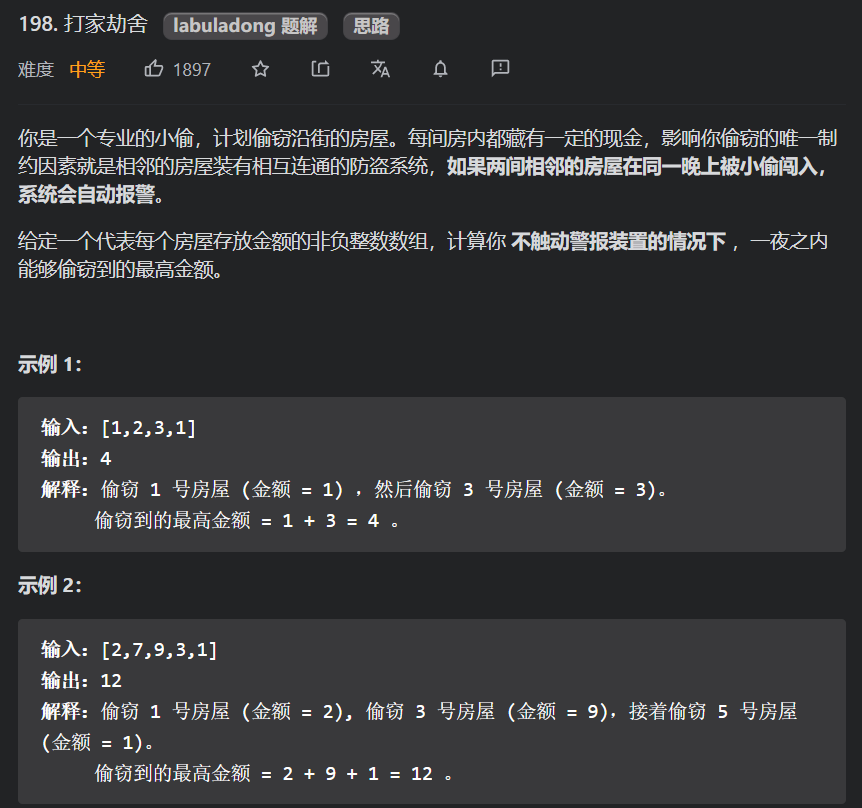 198. 打家劫舍 labuladong 题解 思路
难度 中等 1897
你是一个专业的小偷，计划偷窃沿街的房屋。每间房内都藏有一定的现金，影响你偷窃的唯一制
约因素就是相邻的房屋装有相互连通的防盗系统，如果两间相邻的房屋在同一晚上被小偷闯入，
系统会自动报警。
给定一个代表每个房屋存放金额的非负整数数组，计算你 不触动警报装置的情况下 ，一夜之内
能够偷窃到的最高金额。
示例 1：
输入：[1,2,3,1]
输出：4
解释：偷窃 1 号房屋 (金额 = 1) ，然后偷窃 3 号房屋 (金额 = 3)。
偷窃到的最高金额 = 1 + 3 = 4 。
示例 2：
输入：[2,7,9,3,1]
输出：12
解释：偷窃 1 号房屋 (金额 = 2), 偷窃 3 号房屋 (金额 = 9)，接着偷窃 5 号房屋
(金额 = 1)。
偷窃到的最高金额 = 2 + 9 + 1 = 12 。